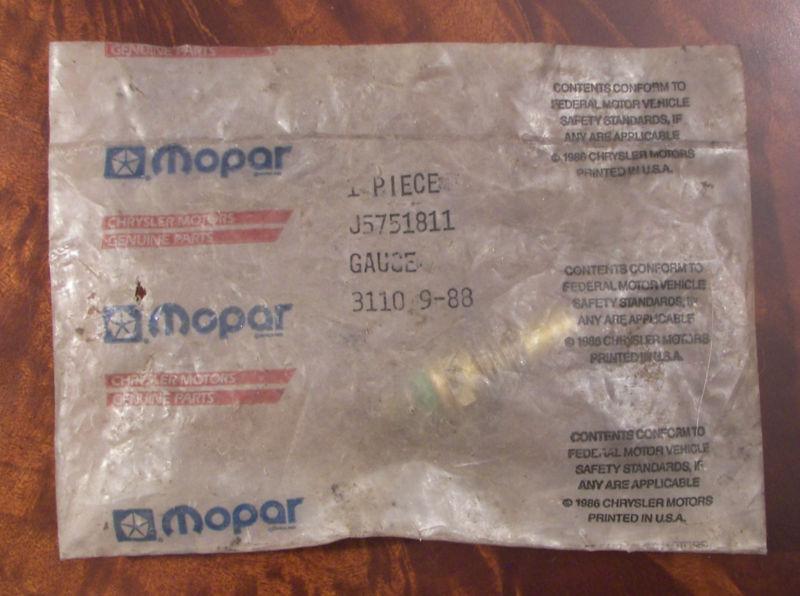 GENUINE PARTS
Mopar
CHRYSLER MOTORS
GENUINE PARTS
Mopar
CHRYSLER MOTORS
GENUINE PARTS
Mopar
1 PIECE
J5751811
GAUGE
3110 9-88
CONTENTS CONFORM TO
FEDERAL MOTOR VEHICLE
SAFETY STANDARDS, IF
ANY ARE APPLICABLE
© 1986 CHRYSLER MOTORS
PRINTED IN U.S.A.
CONTENTS CONFORM TO
FEDERAL MOTOR VEHICLE
SAFETY STANDARDS, IF
ANY ARE APPLICABLE
© 1986 CHRYSLER MOTORS
PRINTED IN U.S.A.
CONTENTS CONFORM TO
FEDERAL MOTOR VEHICLE
SAFETY STANDARDS, IF
ANY ARE APPLICABLE
© 1986 CHRYSLER MOTORS
PRINTED IN U.S.A.